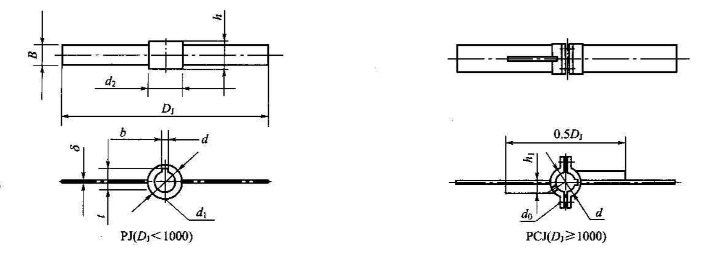 B
h
d₂
D₁
0.5D₁
δ
b
d
h₁
t
d₁
d₀
d
PJ(D₁<1000)
PCJ(D₁≥1000)